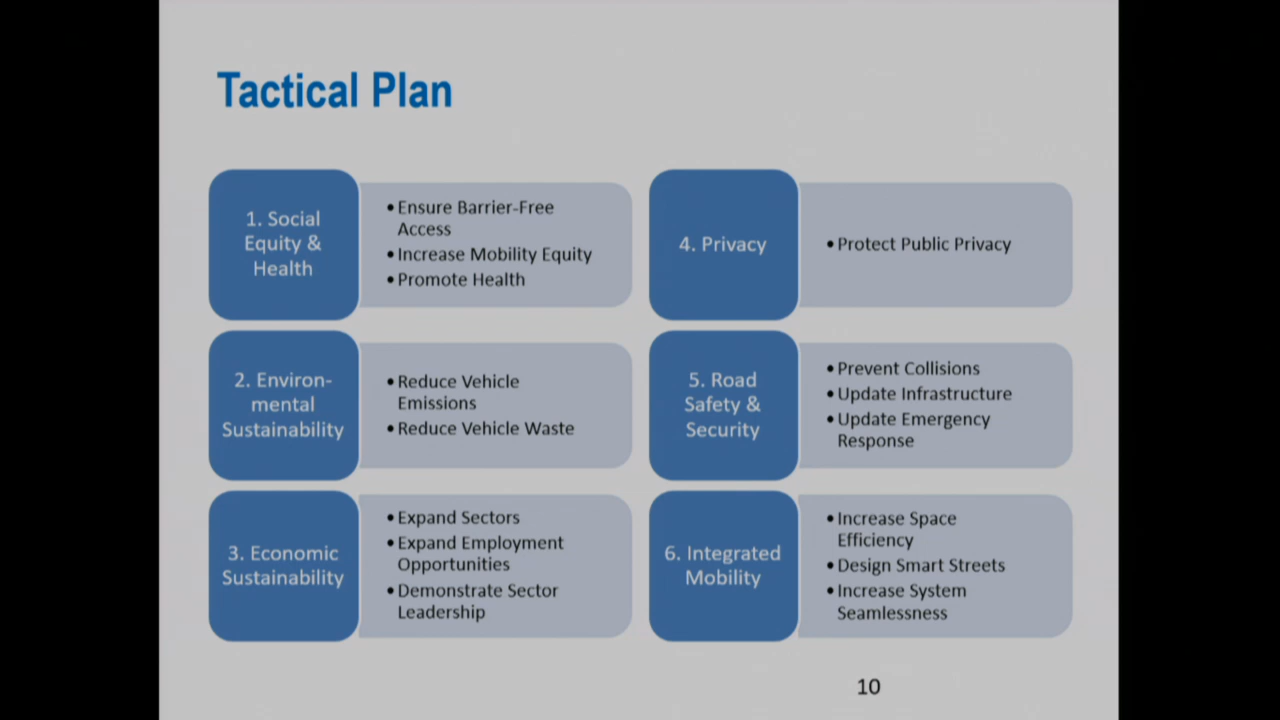 Tactical Plan
1. Social
Equity &
Health
• Ensure Barrier-Free
Access
• Increase Mobility Equity
• Promote Health
2. Environ-
mental
Sustainability
• Reduce Vehicle
Emissions
• Reduce Vehicle Waste
3. Economic
Sustainability
• Expand Sectors
• Expand Employment
Opportunities
• Demonstrate Sector
Leadership
4. Privacy
• Protect Public Privacy
5. Road
Safety &
Security
• Prevent Collisions
• Update Infrastructure
• Update Emergency
Response
6. Integrated
Mobility
• Increase Space
Efficiency
• Design Smart Streets
• Increase System
Seamlessness
10